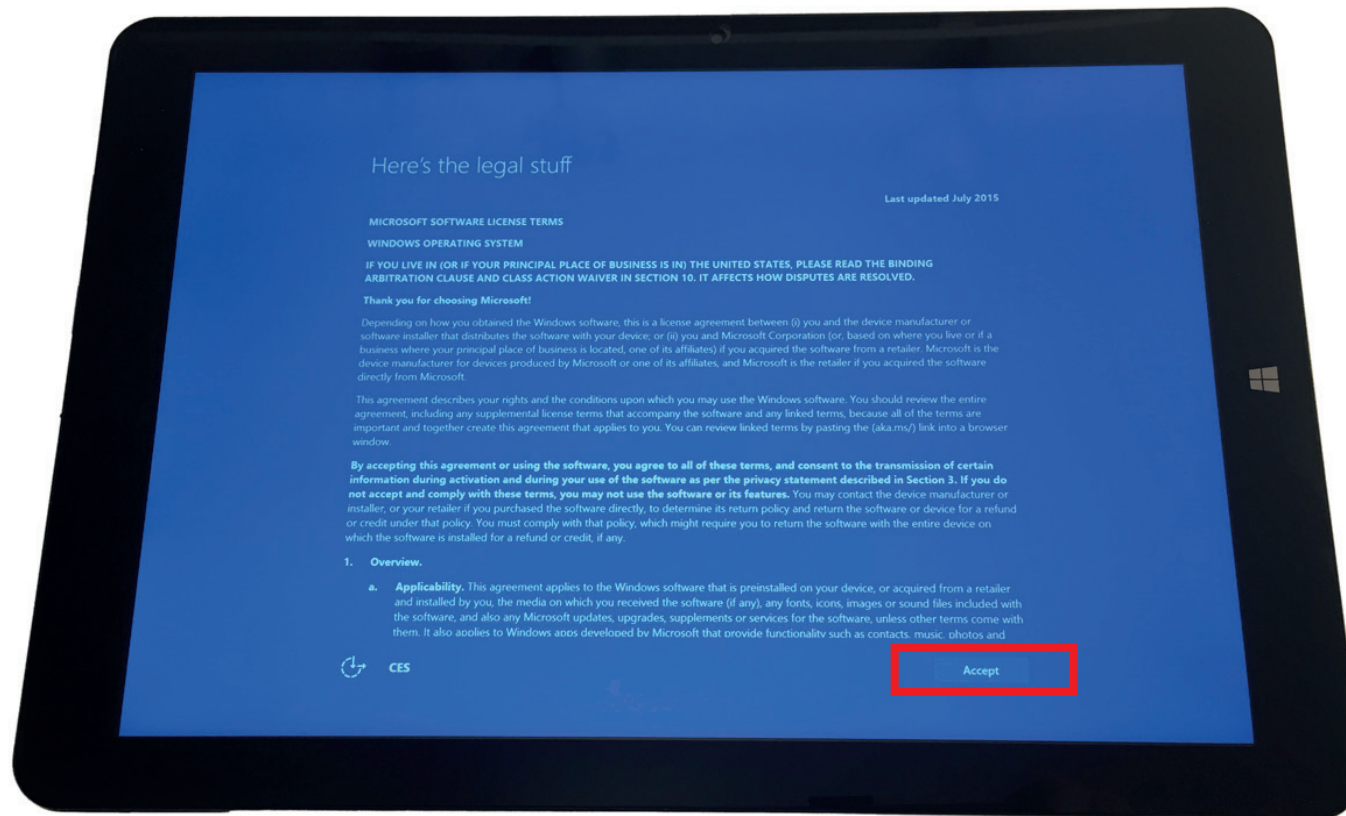 Here's the legal stuff
Last updated July 2015
MICROSOFT SOFTWARE LICENSE TERMS
WINDOWS OPERATING SYSTEM
IF YOU LIVE IN (OR IF YOUR PRINCIPAL PLACE OF BUSINESS IS IN) THE UNITED STATES, PLEASE READ THE BINDING
ARBITRATION CLAUSE AND CLASS ACTION WAIVER IN SECTION 10. IT AFFECTS HOW DISPUTES ARE RESOLVED.
Thank you for choosing Microsoft!
Depending on how you obtained the Windows software, this is a license agreement between (i) you and the device manufacturer or
software installer that distributes the software with your device; or (ii) you and Microsoft Corporation (or, based on where you live or if a
business where your principal place of business is located, one of its affiliates) if you acquired the software from a retailer. Microsoft is the
device manufacturer for devices produced by Microsoft or one of its affiliates, and Microsoft is the retailer if you acquired the software
directly from Microsoft.
This agreement describes your rights and the conditions upon which you may use the Windows software. You should review the entire
agreement, including any supplemental license terms that accompany the software and any linked terms, because all of the terms are
important and together create this agreement that applies to you. You can review linked terms by pasting the (aka.ms/) link into a browser
window.
By accepting this agreement or using the software, you agree to all of these terms, and consent to the transmission of certain
information during activation and during your use of the software as per the privacy statement described in Section 3. If you do
not accept and comply with these terms, you may not use the software or its features. You may contact the device manufacturer or
installer, or your retailer if you purchased the software directly, to determine its return policy and return the software or device for a refund
or credit under that policy. You must comply with that policy, which might require you to return the software with the entire device on
which the software is installed for a refund or credit, if any.
1. Overview.
a. Applicability. This agreement applies to the Windows software that is preinstalled on your device, or acquired from a retailer
and installed by you, the media on which you received the software (if any), any fonts, icons, images or sound files included with
the software, and also any Microsoft updates, upgrades, supplements or services for the software, unless other terms come with
them. It also applies to Windows apps developed by Microsoft that provide functionality such as contacts, music, photos and
CES
Accept